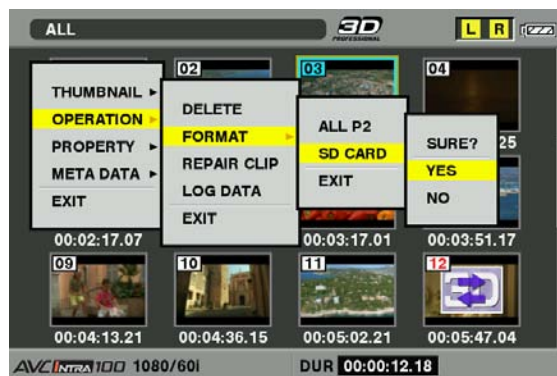 ALL
3D
PROFESSIONAL
L R
02
03
04
THUMBNAIL
OPERATION
PROPERTY
META DATA
EXIT
DELETE
FORMAT
REPAIR CLIP
LOG DATA
EXIT
ALL P2
SD CARD
EXIT
SURE?
YES
NO
25
00:02:17.07
00:03:17.01
00:03:51.17
09
10
11
12
3D
00:04:13.21
00:04:36.15
00:05:02.21
00:05:47.04
AVC INTRA 100 1080/60i
DUR 00:00:12.18